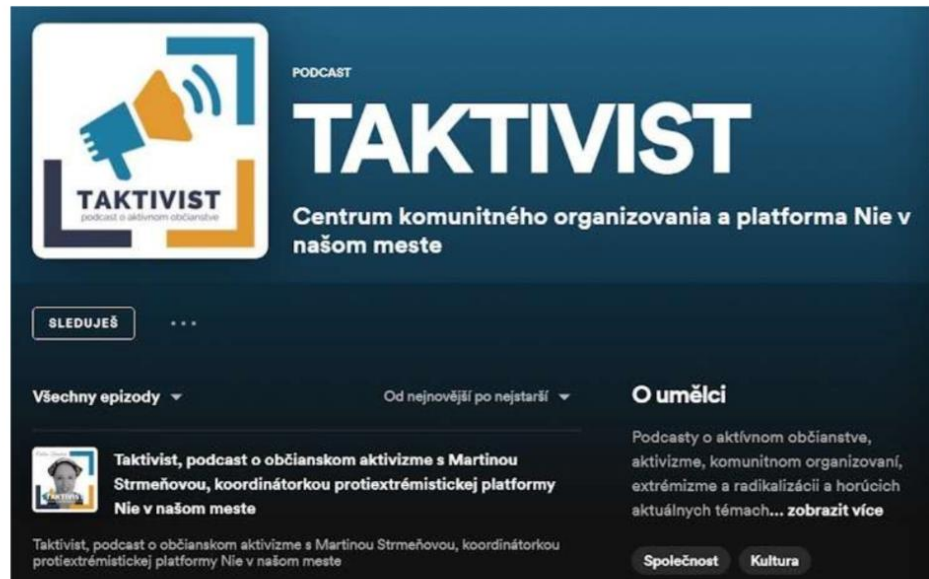 PODCAST
TAKTIVIST
Centrum komunitného organizovania a platforma Nie v
našom meste
TAKTIVIST
podcast o aktívnom občianstve
SLEDUJEŠ
Všechny epizody
Od nejnovější po nejstarší
TAKTIVIST
Taktivist, podcast o občianskom aktivizme s Martinou
Strmeňovou, koordinátorkou protiextrémistickej platformy
Nie v našom meste
Taktivist, podcast o občianskom aktivizme s Martinou Strmeňovou, koordinátorkou
protiextrémistickej platformy Nie v našom meste
O umělci
Podcasty o aktívnom občianstve,
aktivizme, komunitnom organizovaní,
extrémizme a radikalizácii a horúcich
aktuálnych témach... zobrazit více
Společnost
Kultura